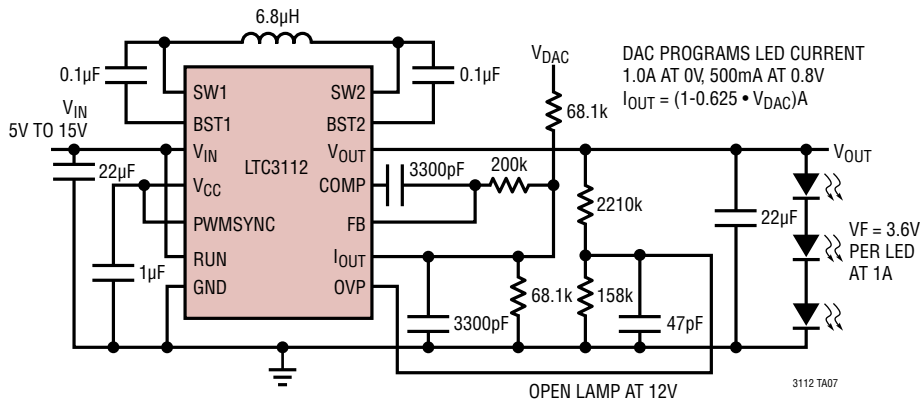 6.8µH
0.1µF
0.1µF
V_DAC
DAC PROGRAMS LED CURRENT
1.0A AT 0V, 500mA AT 0.8V
I_OUT = (1-0.625 • V_DAC)A
68.1k
V_IN
5V TO 15V
SW1
SW2
BST1
BST2
V_IN
LTC3112
V_OUT
V_OUT
22µF
V_CC
COMP
3300pF
200k
2210k
22µF
PWMSYNC
FB
VF = 3.6V
PER LED
AT 1A
1µF
RUN
I_OUT
GND
OVP
3300pF
68.1k
158k
47pF
OPEN LAMP AT 12V
3112 TA07